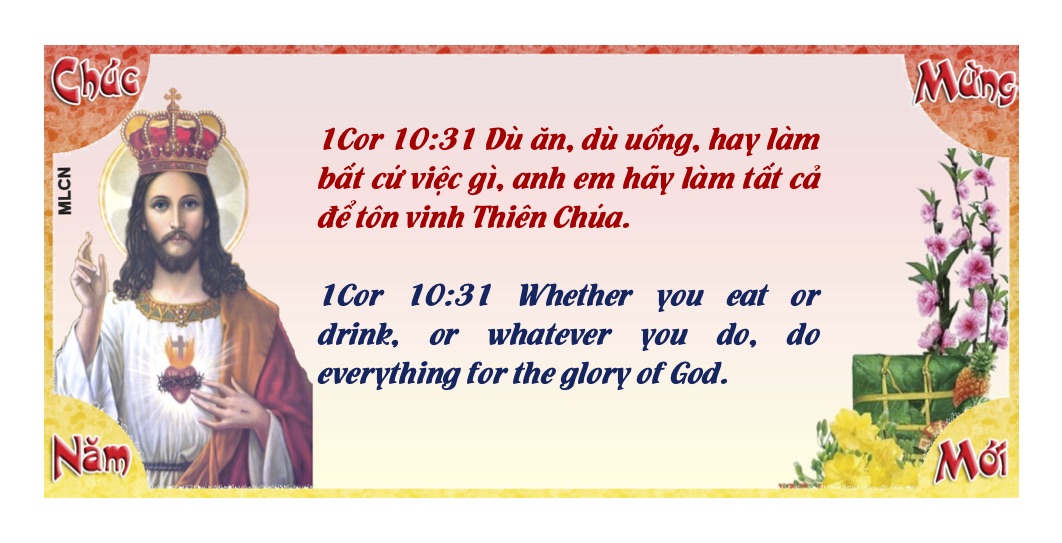 Chúc
Mừng
MLCN
1Cor 10:31 Dù ăn, dù uống, hay làm
bất cứ việc gì, anh em hãy làm tất cả
để tôn vinh Thiên Chúa.
1Cor 10:31 Whether you eat or
drink, or whatever you do, do
everything for the glory of God.
Năm
Mới